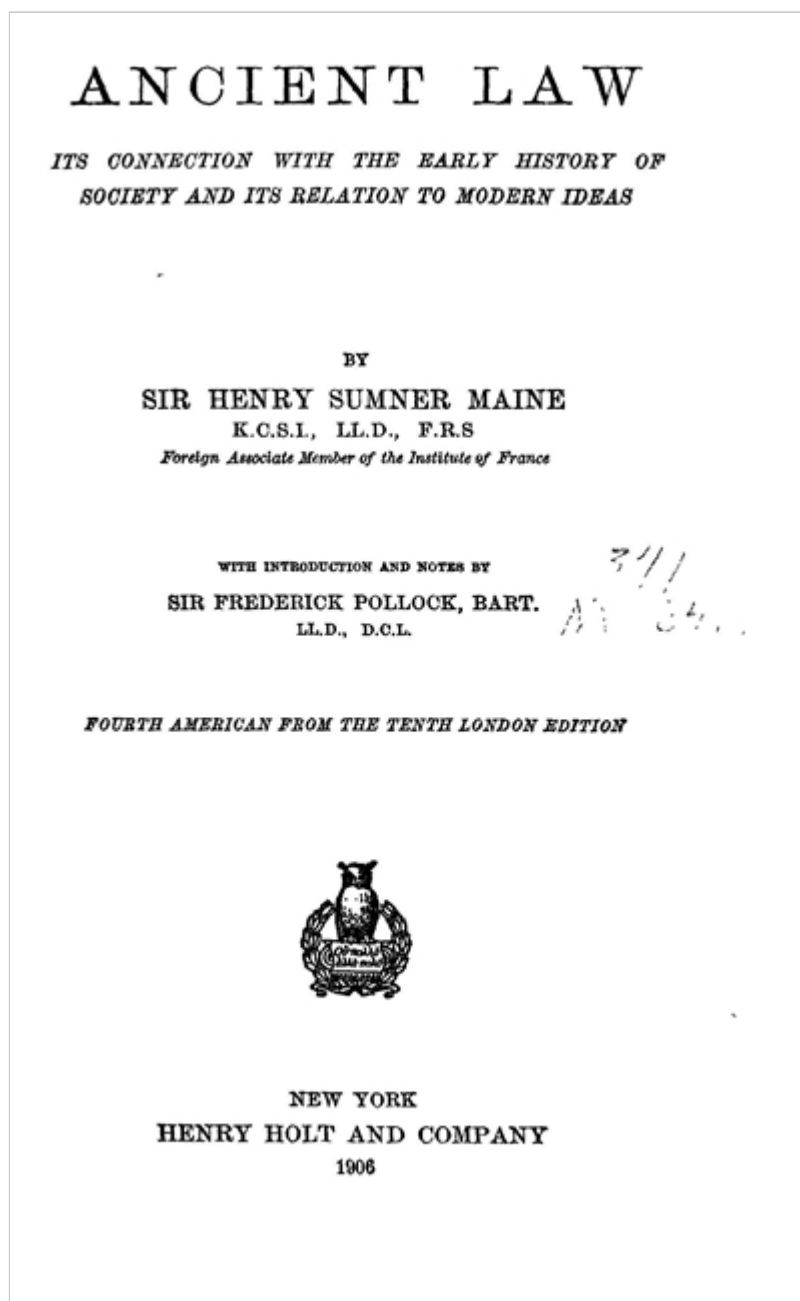 ANCIENT LAW
ITS CONNECTION WITH THE EARLY HISTORY OF
SOCIETY AND ITS RELATION TO MODERN IDEAS
BY
SIR HENRY SUMNER MAINE
K.C.S.I., LL.D., F.R.S
Foreign Associate Member of the Institute of France
WITH INTRODUCTION AND NOTES BY
SIR FREDERICK POLLOCK, BART.
LL.D., D.C.L.
341
FOURTH AMERICAN FROM THE TENTH LONDON EDITION
NEW YORK
HENRY HOLT AND COMPANY
1906